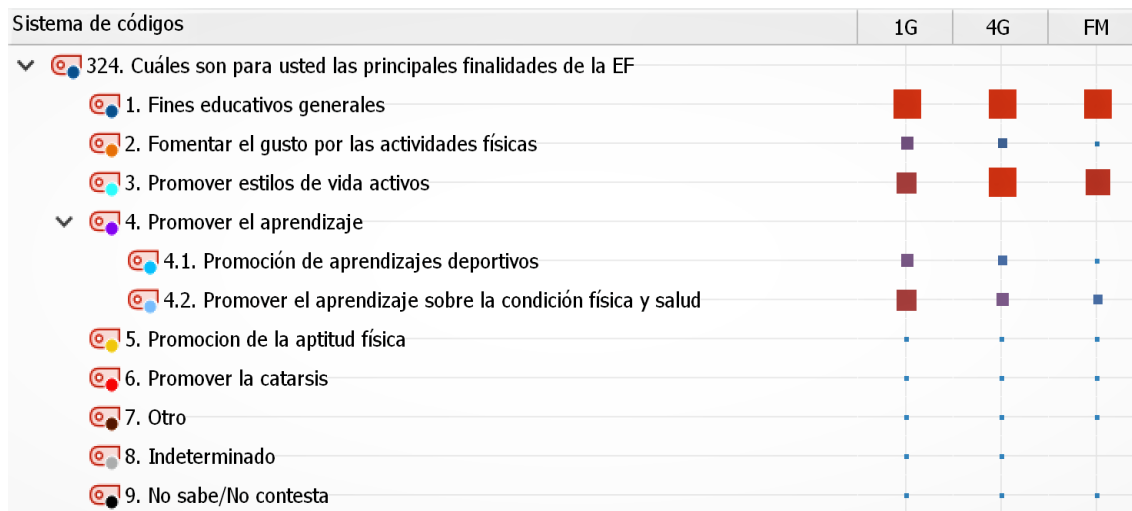 Sistema de códigos 1G 4G FM
324. Cuáles son para usted las principales finalidades de la EF
1. Fines educativos generales
2. Fomentar el gusto por las actividades físicas
3. Promover estilos de vida activos
4. Promover el aprendizaje
4.1. Promoción de aprendizajes deportivos
4.2. Promover el aprendizaje sobre la condición física y salud
5. Promocion de la aptitud física
6. Promover la catarsis
7. Otro
8. Indeterminado
9. No sabe/No contesta